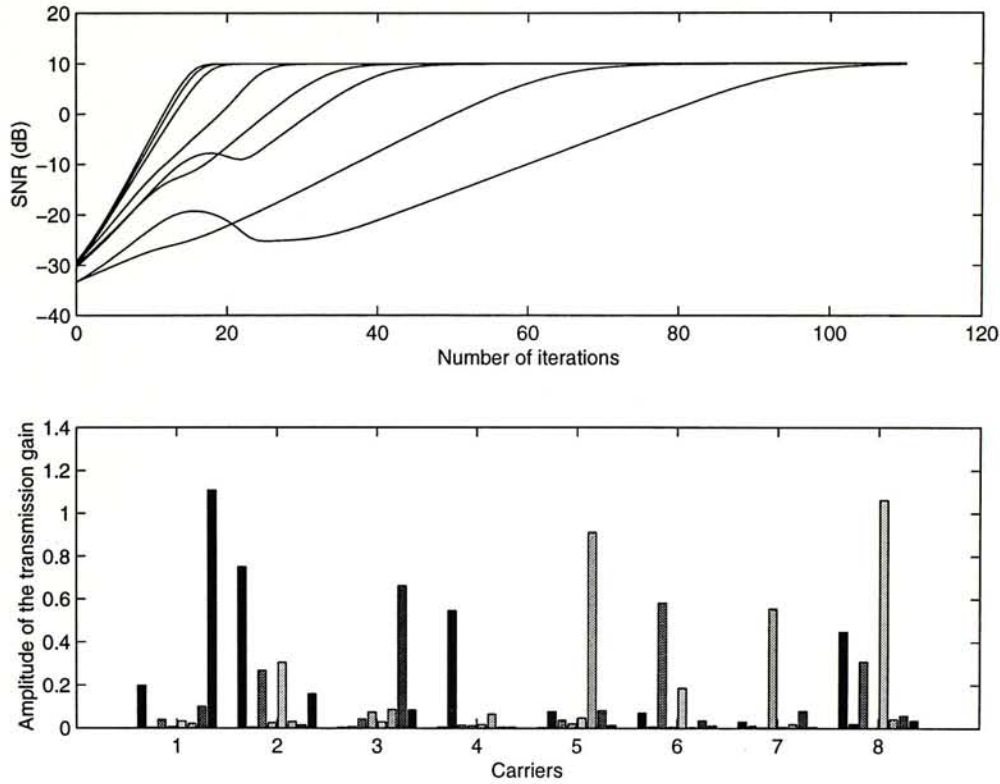 20
10
0
−10
−20
−30
−40
SNR (dB)
0 20 40 60 80 100 120
Number of iterations
1.4
1.2
1
0.8
0.6
0.4
0.2
0
Amplitude of the transmission gain
1 2 3 4 5 6 7 8
Carriers